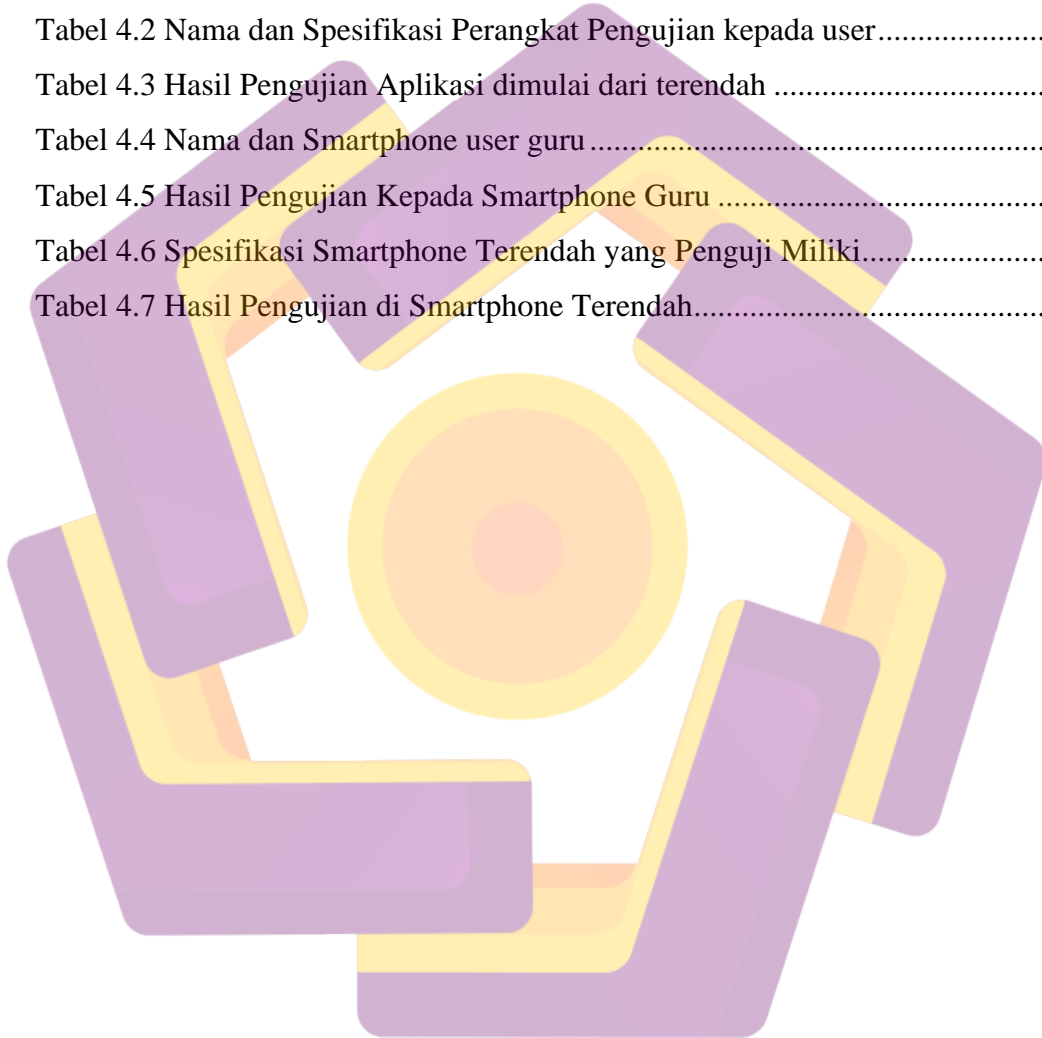 Tabel 4.2 Nama dan Spesifikasi Perangkat Pengujian kepada user....................
Tabel 4.3 Hasil Pengujian Aplikasi dimulai dari terendah .................................
Tabel 4.4 Nama dan Smartphone user guru.......................................................
Tabel 4.5 Hasil Pengujian Kepada Smartphone Guru ........................................
Tabel 4.6 Spesifikasi Smartphone Terendah yang Penguji Miliki......................
Tabel 4.7 Hasil Pengujian di Smartphone Terendah...........................................